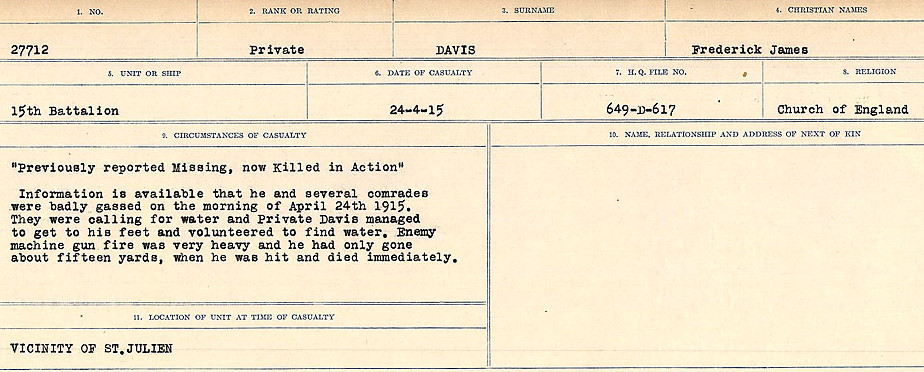 1. NO.
2. RANK OR RATING
3. SURNAME
4. CHRISTIAN NAMES
27712
Private
DAVIS
Frederick James
5. UNIT OR SHIP
6. DATE OF CASUALTY
7. H. Q. FILE NO.
8. RELIGION
15th Battalion
24-4-15
649-D-617
Church of England
9. CIRCUMSTANCES OF CASUALTY
10. NAME, RELATIONSHIP AND ADDRESS OF NEXT OF KIN
"Previously reported Missing, now Killed in Action"
Information is available that he and several comrades
were badly gassed on the morning of April 24th 1915.
They were calling for water and Private Davis managed
to get to his feet and volunteered to find water. Enemy
machine gun fire was very heavy and he had only gone
about fifteen yards, when he was hit and died immediately.
11. LOCATION OF UNIT AT TIME OF CASUALTY
VICINITY OF ST.JULIEN